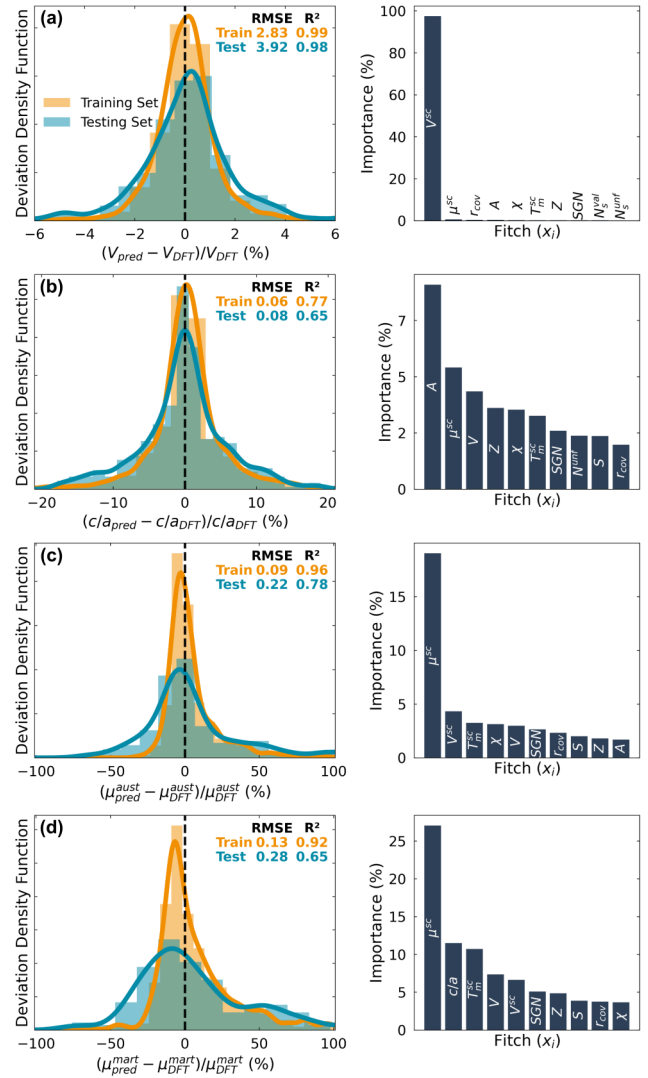 (a)
RMSE R²
Train 2.83 0.99
Test 3.92 0.98
Training Set
Testing Set
Deviation Density Function
−6 −4 −2 0 2 4 6
(V_pred − V_DFT)/V_DFT (%)
Importance (%)
100
80
60
40
20
0
V^sc μ^sc r_cov A χ T_m^sc Z SGN N_s^val N_s^unf
Fitch (x_i)
(b)
RMSE R²
Train 0.06 0.77
Test 0.08 0.65
Deviation Density Function
−20 −10 0 10 20
(c/a_pred − c/a_DFT)/c/a_DFT (%)
Importance (%)
7
5
2
0
A μ^sc V Z χ T_m^sc SGN N^unf S r_cov
Fitch (x_i)
(c)
RMSE R²
Train 0.09 0.96
Test 0.22 0.78
Deviation Density Function
−100 −50 0 50 100
(μ_pred^aust − μ_DFT^aust)/μ_DFT^aust (%)
Importance (%)
15
10
5
0
μ^sc V^sc T_m^sc χ V SGN r_cov S Z A
Fitch (x_i)
(d)
RMSE R²
Train 0.13 0.92
Test 0.28 0.65
Deviation Density Function
−100 −50 0 50 100
(μ_pred^mart − μ_DFT^mart)/μ_DFT^mart (%)
Importance (%)
25
20
15
10
5
0
μ^sc c/a T_m^sc V V^sc SGN Z S r_cov χ
Fitch (x_i)